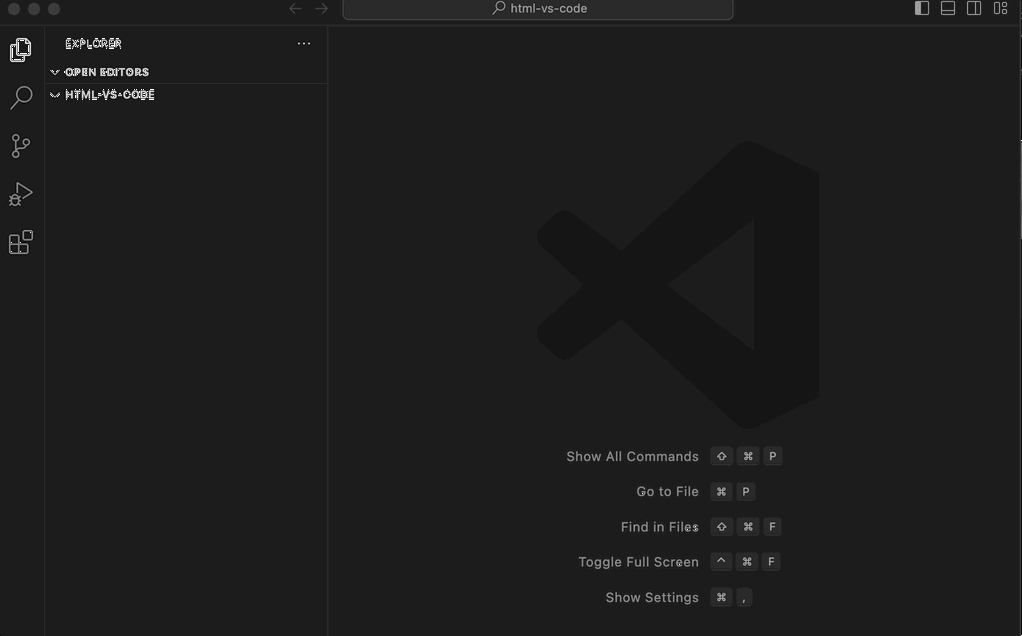 html-vs-code
EXPLORER
OPEN EDITORS
HTML-VS-CODE
Show All Commands ⇧ ⌘ P
Go to File ⌘ P
Find in Files ⇧ ⌘ F
Toggle Full Screen ^ ⌘ F
Show Settings ⌘ ,